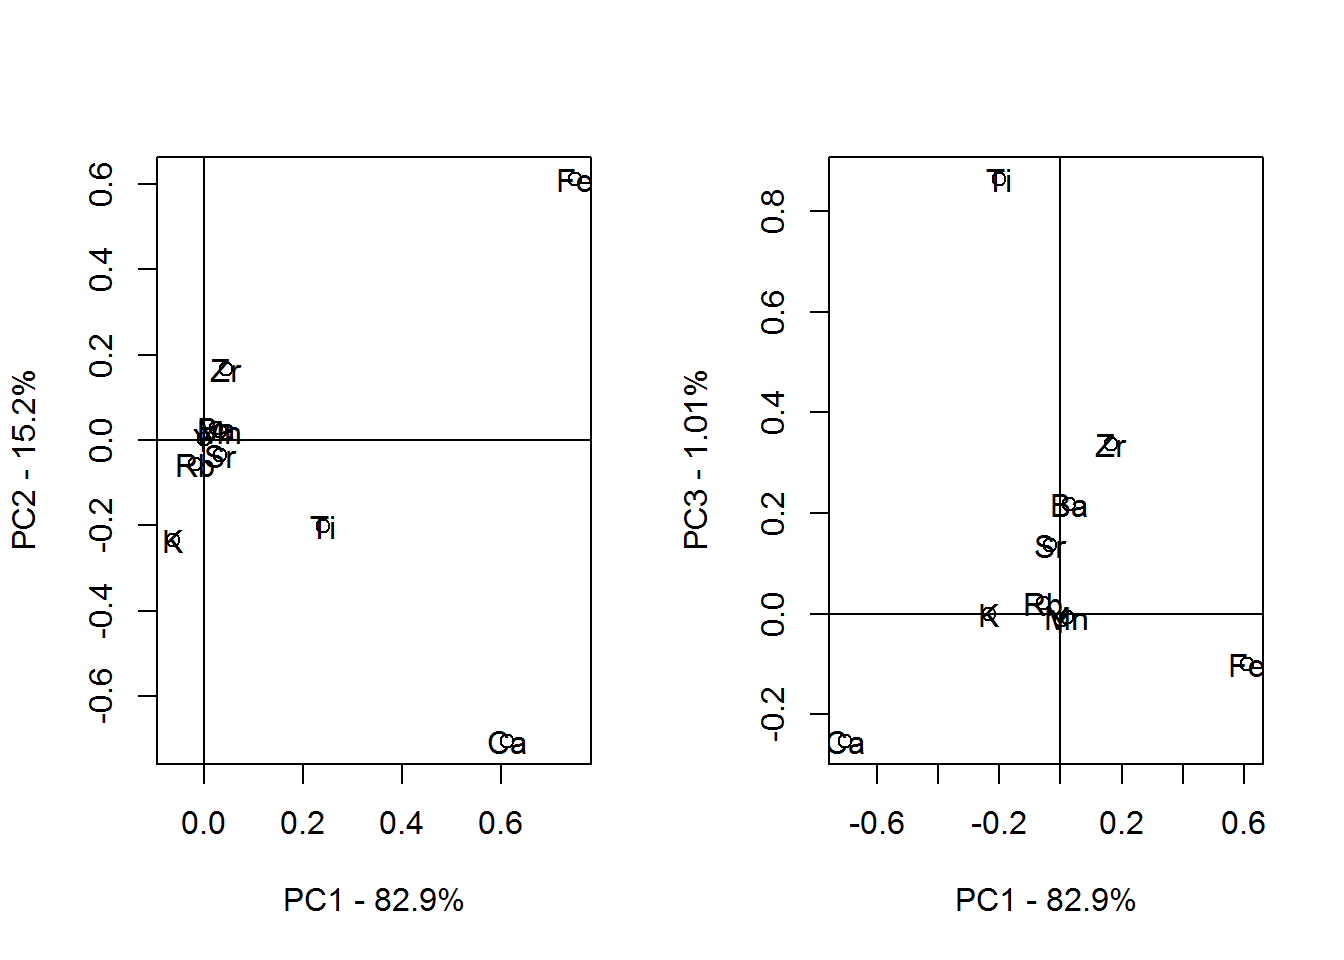 PC2 - 15.2%
0.6
0.4
0.2
0.0
-0.2
-0.4
-0.6
Fe
Zr
Ba
Mn
Y
Sr
Rb
Ti
K
Ca
0.0 0.2 0.4 0.6
PC1 - 82.9%
PC3 - 1.01%
0.8
0.6
0.4
0.2
0.0
-0.2
Ti
Zr
Ba
Sr
Rb
K
Mn
Fe
Ca
-0.6 -0.2 0.2 0.6
PC1 - 82.9%